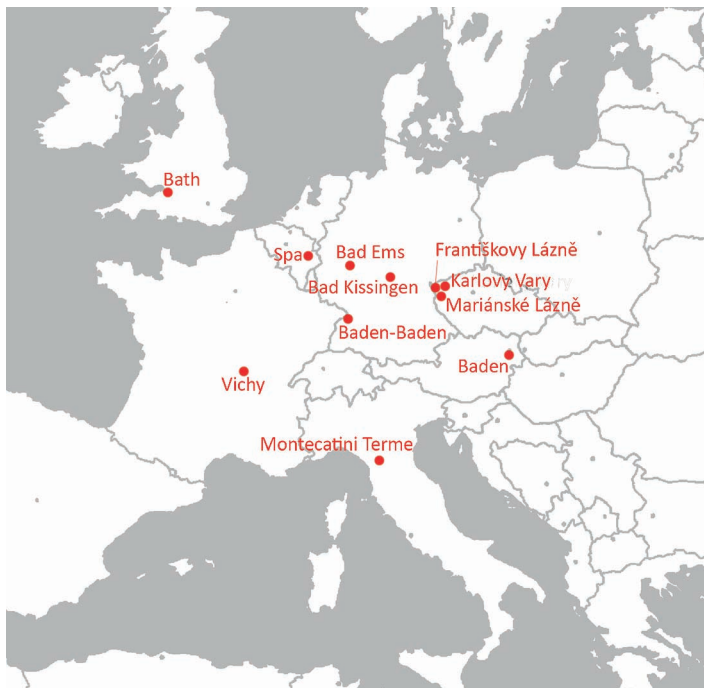 Bath
Spa
Bad Ems
Františkovy Lázně
Bad Kissingen
Karlovy Vary
Mariánské Lázně
Baden-Baden
Baden
Vichy
Montecatini Terme